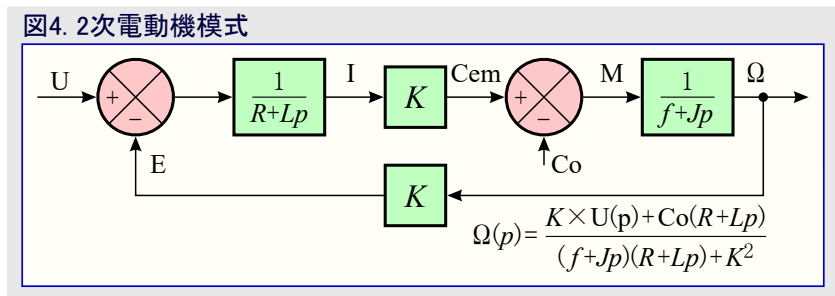 図4. 2次電動機模式
U
+
−
1
R+Lp
I
K
Cem
+
−
M
1
f+Jp
Ω
E
Co
K
Ω(p)= K×U(p)+Co(R+Lp)
(f+Jp)(R+Lp)+K²